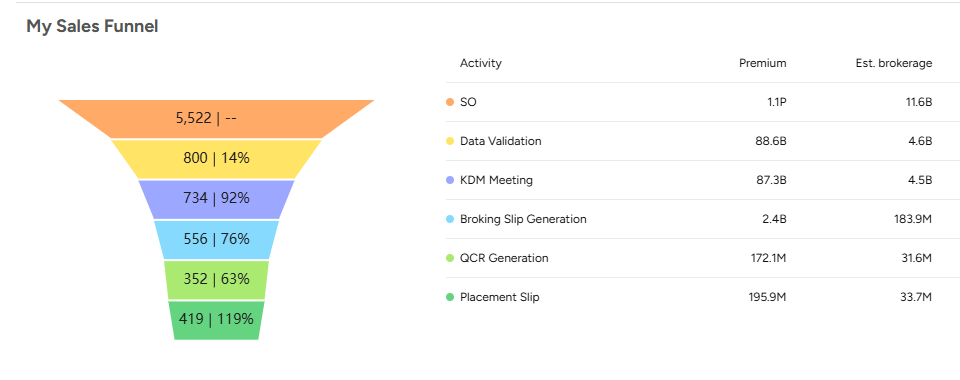 My Sales Funnel
5,522 | --
800 | 14%
734 | 92%
556 | 76%
352 | 63%
419 | 119%
Activity Premium Est. brokerage
SO 1.1P 11.6B
Data Validation 88.6B 4.6B
KDM Meeting 87.3B 4.5B
Broking Slip Generation 2.4B 183.9M
QCR Generation 172.1M 31.6M
Placement Slip 195.9M 33.7M